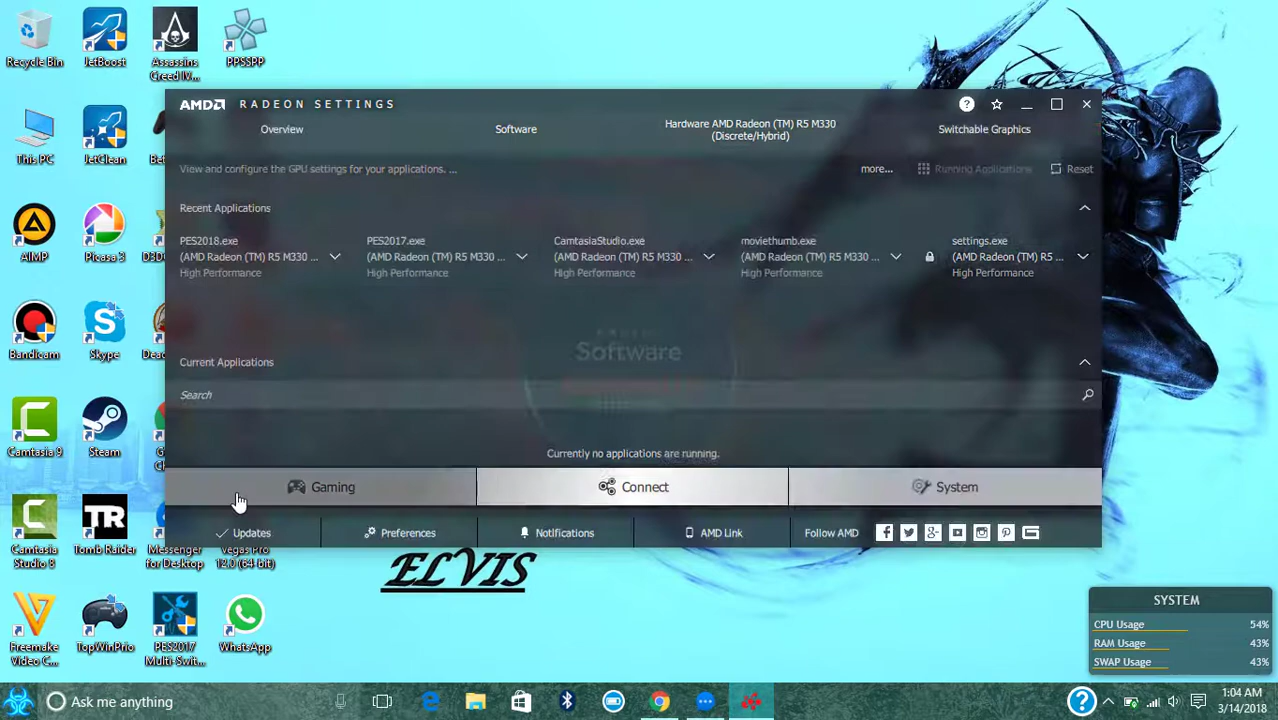 Recycle Bin
JetBoost
Assassins
Creed IV...
PPSSPP
AMD RADEON SETTINGS
Overview
Software
Hardware AMD Radeon (TM) R5 M330
(Discrete/Hybrid)
Switchable Graphics
This PC
JetClean
Bet
View and configure the GPU settings for your applications. ...
more...
Running Applications
Reset
Recent Applications
PES2018.exe
(AMD Radeon (TM) R5 M330 ...
High Performance
PES2017.exe
(AMD Radeon (TM) R5 M330 ...
High Performance
CamtasiaStudio.exe
(AMD Radeon (TM) R5 M330 ...
High Performance
moviethumb.exe
(AMD Radeon (TM) R5 M330 ...
High Performance
settings.exe
(AMD Radeon (TM) R5 ...
High Performance
AIMP
Picasa 3
D3DO
Bandicam
Skype
Dead
Software
Current Applications
Search
Currently no applications are running.
Camtasia 9
Steam
G
Ch
Gaming
Connect
System
Updates
Preferences
Notifications
AMD Link
Follow AMD
Camtasia
Studio 8
TR
Tomb Raider
Messenger
for Desktop
Vegas Pro
12.0 (64-bit)
ELVIS
Freemake
Video C...
TopWinPrio
PES2017
Multi-Swit...
WhatsApp
SYSTEM
CPU Usage 54%
RAM Usage 43%
SWAP Usage 43%
Ask me anything
1:04 AM
3/14/2018